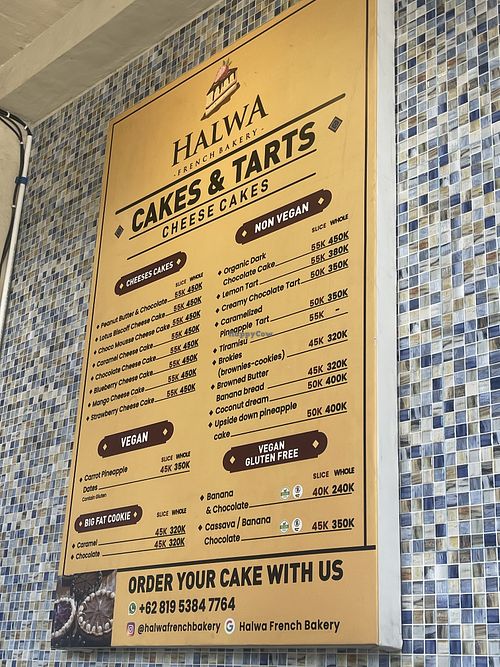 HALWA
- FRENCH BAKERY -
CAKES & TARTS
CHEESE CAKES
CHEESES CAKES
SLICE WHOLE
Peanut Butter & Chocolate 55K 450K
Lotus Biscoff Cheese Cake 55K 450K
Choco Mousse Cheese Cake 55K 450K
Caramel Cheese Cake 55K 450K
Chocolate Cheese Cake 55K 450K
Blueberry Cheese Cake 55K 450K
Mango Cheese Cake 55K 450K
Strawberry Cheese Cake 55K 450K
VEGAN
SLICE WHOLE
Carrot Pineapple 45K 350K
Dates
Contain Gluten
BIG FAT COOKIE
SLICE WHOLE
Caramel 45K 320K
Chocolate 45K 320K
NON VEGAN
SLICE WHOLE
Organic Dark
Chocolate Cake 55K 450K
Lemon Tart 55K 380K
Creamy Chocolate Tart 50K 350K
Caramelized
Pineapple Tart 50K 350K
Tiramisu 55K -
Brokies
(brownies-cookies) 45K 320K
Browned Butter
Banana bread 45K 320K
Coconut dream 50K 400K
Upside down pineapple
cake 50K 400K
VEGAN
GLUTEN FREE
SLICE WHOLE
Banana
& Chocolate 40K 240K
Cassava / Banana
Chocolate 45K 350K
ORDER YOUR CAKE WITH US
+62 819 5384 7764
@halwafrenchbakery G Halwa French Bakery
HappyCow